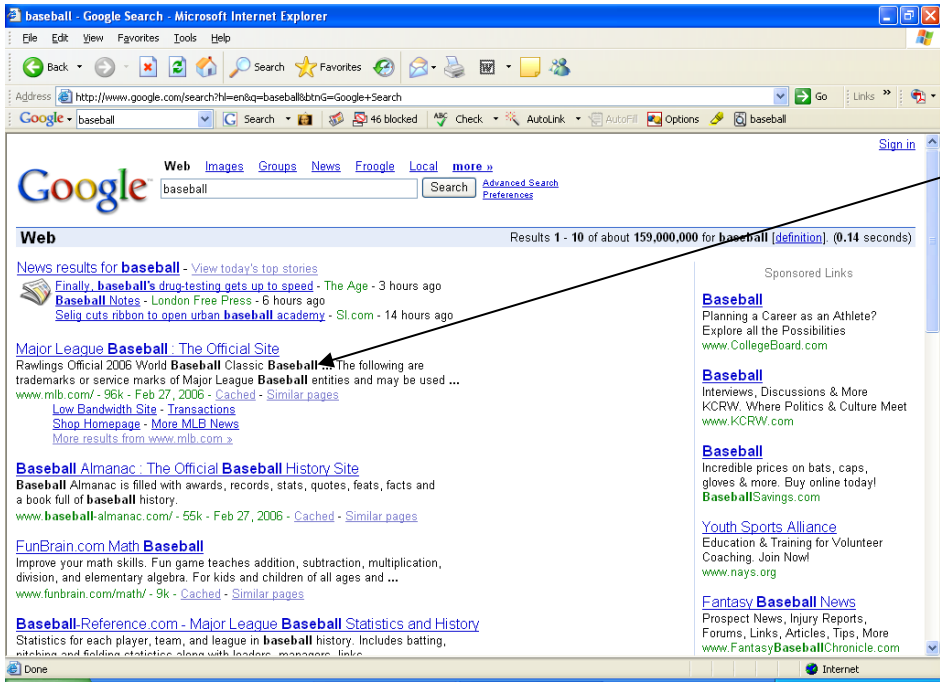 baseball - Google Search - Microsoft Internet Explorer
File Edit View Favorites Tools Help
Back Search Favorites
Address http://www.google.com/search?hl=en&q=baseball&btnG=Google+Search Go Links »
Google baseball Search 46 blocked ABC Check AutoLink AutoFill Options baseball
Sign in
Google™ Web Images Groups News Froogle Local more »
baseball Search Advanced Search
Preferences
Web Results 1 - 10 of about 159,000,000 for baseball [definition]. (0.14 seconds)
News results for baseball - View today's top stories
Finally, baseball's drug-testing gets up to speed - The Age - 3 hours ago
Baseball Notes - London Free Press - 6 hours ago
Selig cuts ribbon to open urban baseball academy - SI.com - 14 hours ago
Major League Baseball : The Official Site
Rawlings Official 2006 World Baseball Classic Baseball ... The following are
trademarks or service marks of Major League Baseball entities and may be used ...
www.mlb.com/ - 96k - Feb 27, 2006 - Cached - Similar pages
Low Bandwidth Site - Transactions
Shop Homepage - More MLB News
More results from www.mlb.com »
Baseball Almanac : The Official Baseball History Site
Baseball Almanac is filled with awards, records, stats, quotes, feats, facts and
a book full of baseball history.
www.baseball-almanac.com/ - 55k - Feb 27, 2006 - Cached - Similar pages
FunBrain.com Math Baseball
Improve your math skills. Fun game teaches addition, subtraction, multiplication,
division, and elementary algebra. For kids and children of all ages and ...
www.funbrain.com/math/ - 9k - Cached - Similar pages
Baseball-Reference.com - Major League Baseball Statistics and History
Statistics for each player, team, and league in baseball history. Includes batting,
pitching and fielding statistics along with leaders, managers, links
Sponsored Links
Baseball
Planning a Career as an Athlete?
Explore all the Possibilities
www.CollegeBoard.com
Baseball
Interviews, Discussions & More
KCRW. Where Politics & Culture Meet
www.KCRW.com
Baseball
Incredible prices on bats, caps,
gloves & more. Buy online today!
BaseballSavings.com
Youth Sports Alliance
Education & Training for Volunteer
Coaching. Join Now!
www.nays.org
Fantasy Baseball News
Prospect News, Injury Reports,
Forums, Links, Articles, Tips, More
www.FantasyBaseballChronicle.com
Done Internet